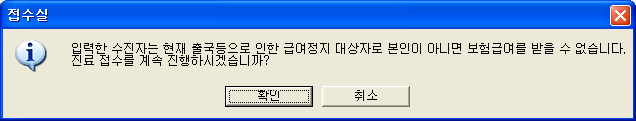 접수실
입력한 수진자는 현재 출국등으로 인한 급여정지 대상자로 본인이 아니면 보험급여를 받을 수 없습니다.
진료 접수를 계속 진행하시겠습니까?
확인
취소